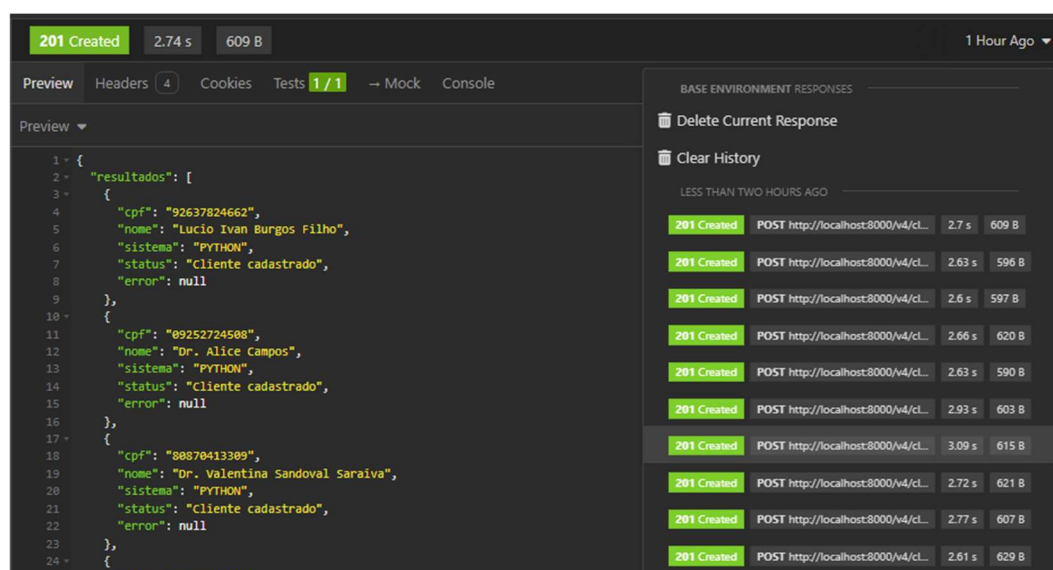 201 Created 2.74 s 609 B 1 Hour Ago
Preview Headers 4 Cookies Tests 1 / 1 → Mock Console
Preview
1 {
2 "resultados": [
3 {
4 "cpf": "92637824662",
5 "nome": "Lucio Ivan Burgos Filho",
6 "sistema": "PYTHON",
7 "status": "Cliente cadastrado",
8 "error": null
9 },
10 {
11 "cpf": "09252724508",
12 "nome": "Dr. Alice Campos",
13 "sistema": "PYTHON",
14 "status": "Cliente cadastrado",
15 "error": null
16 },
17 {
18 "cpf": "80870413309",
19 "nome": "Dr. Valentina Sandoval Saraiva",
20 "sistema": "PYTHON",
21 "status": "Cliente cadastrado",
22 "error": null
23 },
24 {
BASE ENVIRONMENT RESPONSES
Delete Current Response
Clear History
LESS THAN TWO HOURS AGO
201 Created POST http://localhost:8000/v4/cl... 2.7 s 609 B
201 Created POST http://localhost:8000/v4/cl... 2.63 s 596 B
201 Created POST http://localhost:8000/v4/cl... 2.6 s 597 B
201 Created POST http://localhost:8000/v4/cl... 2.66 s 620 B
201 Created POST http://localhost:8000/v4/cl... 2.63 s 590 B
201 Created POST http://localhost:8000/v4/cl... 2.93 s 603 B
201 Created POST http://localhost:8000/v4/cl... 3.09 s 615 B
201 Created POST http://localhost:8000/v4/cl... 2.72 s 621 B
201 Created POST http://localhost:8000/v4/cl... 2.77 s 607 B
201 Created POST http://localhost:8000/v4/cl... 2.61 s 629 B